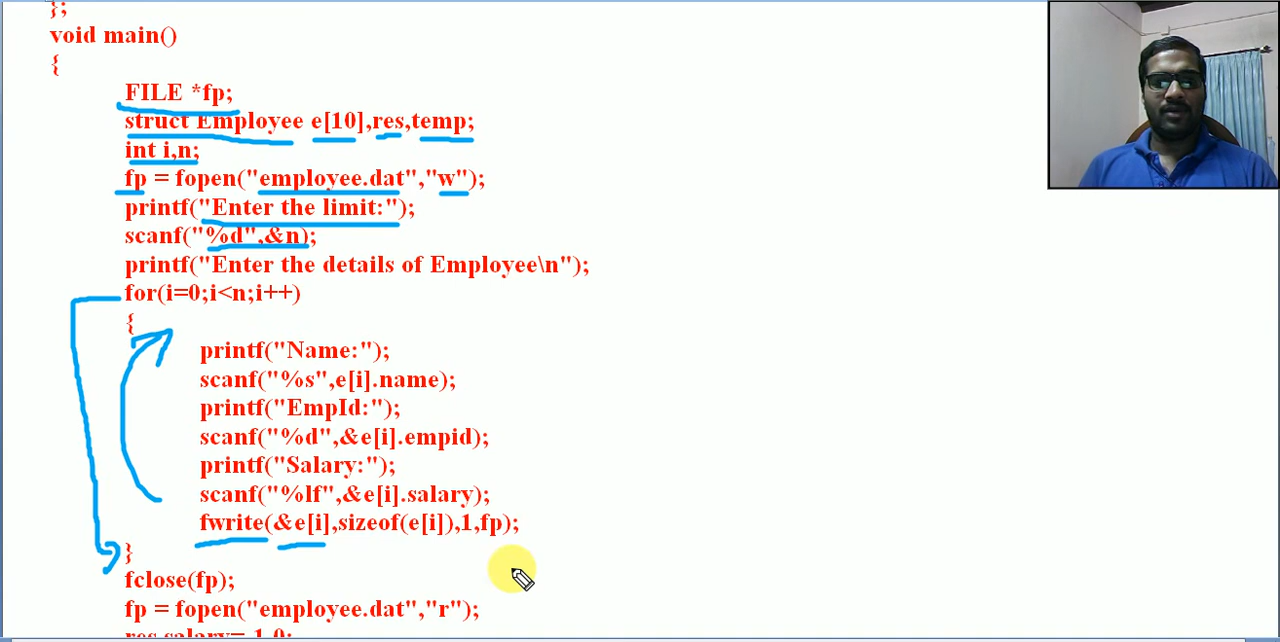 };
void main()
{
FILE *fp;
struct Employee e[10],res,temp;
int i,n;
fp = fopen("employee.dat","w");
printf("Enter the limit:");
scanf("%d",&n);
printf("Enter the details of Employee\n");
for(i=0;i<n;i++)
{
printf("Name:");
scanf("%s",e[i].name);
printf("EmpId:");
scanf("%d",&e[i].empid);
printf("Salary:");
scanf("%lf",&e[i].salary);
fwrite(&e[i],sizeof(e[i]),1,fp);
}
fclose(fp);
fp = fopen("employee.dat","r");